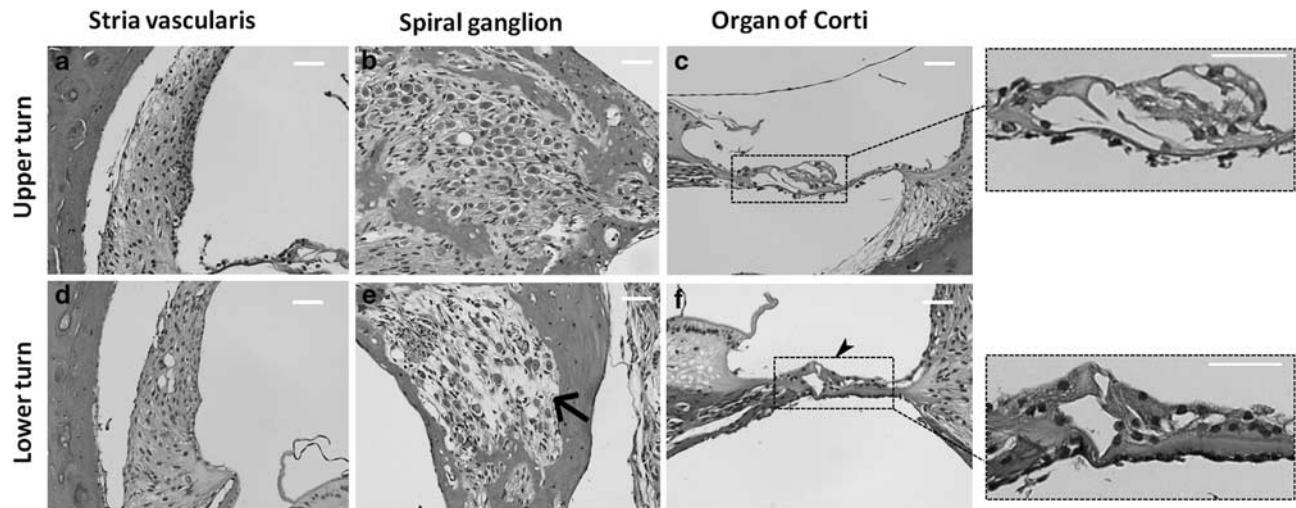 Stria vascularis
Spiral ganglion
Organ of Corti
Upper turn
a
b
c
Lower turn
d
e
f